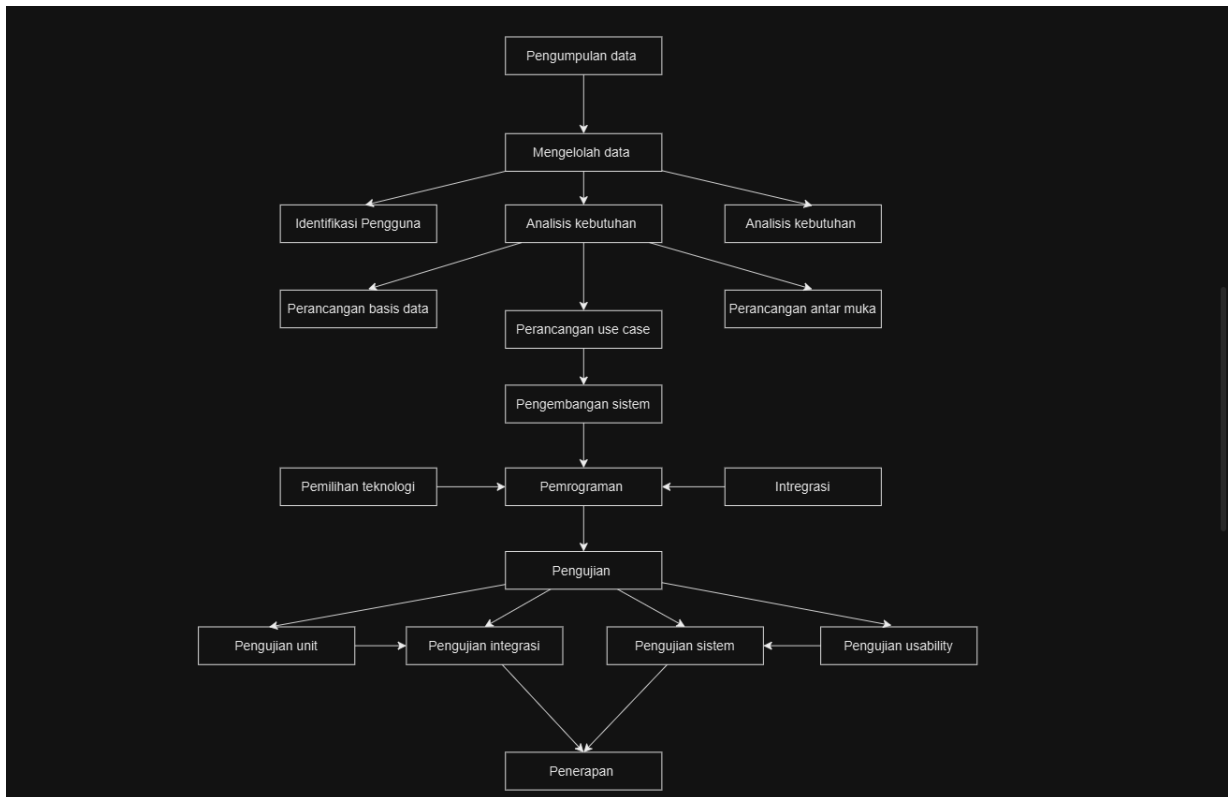 Pengumpulan data
Mengelolah data
Identifikasi Pengguna
Analisis kebutuhan
Analisis kebutuhan
Perancangan basis data
Perancangan use case
Perancangan antar muka
Pengembangan sistem
Pemilihan teknologi
Pemrograman
Intregrasi
Pengujian
Pengujian unit
Pengujian integrasi
Pengujian sistem
Pengujian usability
Penerapan